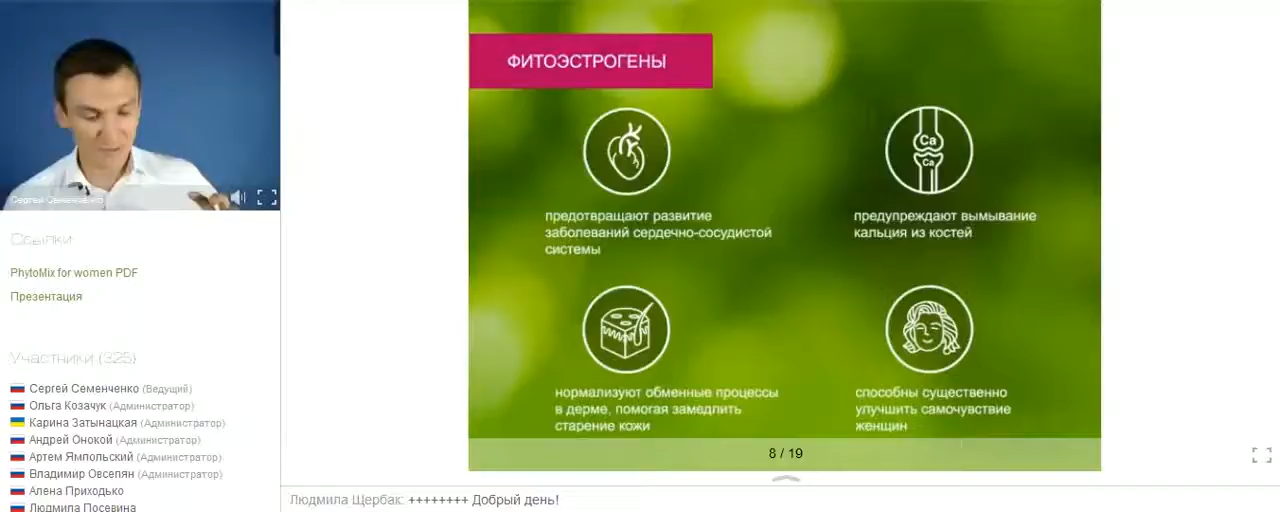 Сергей Семенченко
Ссылки
PhytoMix for women PDF
Презентация
Участники (325)
Сергей Семенченко (Ведущий)
Ольга Козачук (Администратор)
Карина Затынацкая (Администратор)
Андрей Онокой (Администратор)
Артем Ямпольский (Администратор)
Владимир Овсепян (Администратор)
Алена Приходько
Людмила Посевина
ФИТОЭСТРОГЕНЫ
предотвращают развитие
заболеваний сердечно-сосудистой
системы
Ca
Ca
предупреждают вымывание
кальция из костей
нормализуют обменные процессы
в дерме, помогая замедлить
старение кожи
способны существенно
улучшить самочувствие
женщин
8 / 19
Людмила Щербак: ++++++++ Добрый день!